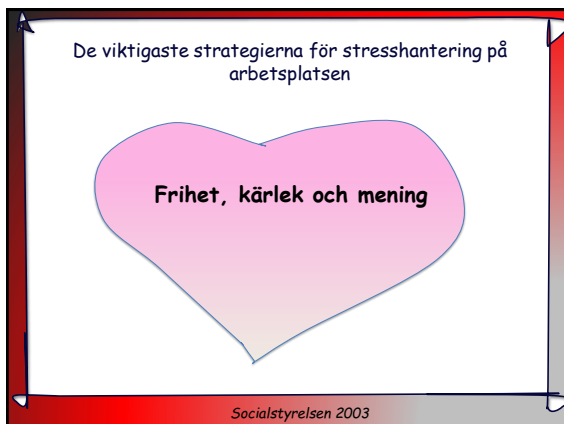 De viktigaste strategierna för stresshantering på
arbetsplatsen
Frihet, kärlek och mening
Socialstyrelsen 2003